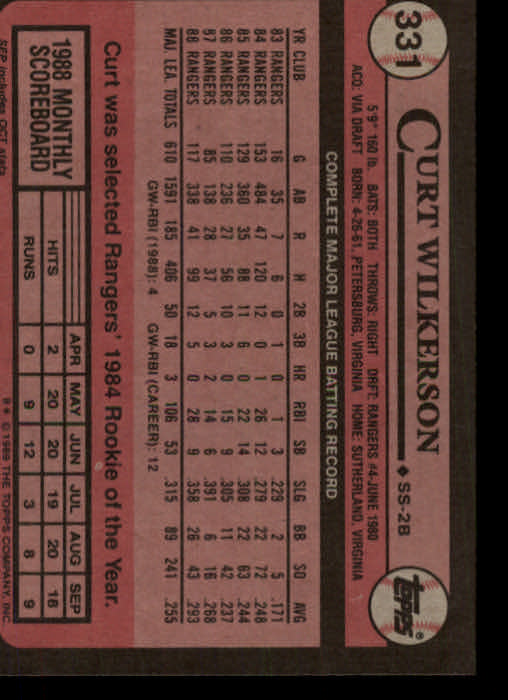 331
CURT WILKERSON ◆ SS-2B
TOPPS®
5'9" 160 lb. BATS: BOTH THROWS: RIGHT DRFT: RANGERS #4-JUNE 1980
ACQ: VIA DRAFT BORN: 4-26-61, PETERSBURG, VIRGINIA HOME: SUTHERLAND, VIRGINIA
COMPLETE MAJOR LEAGUE BATTING RECORD
YR CLUB G AB R H 2B 3B HR RBI SB SLG BB SO AVG
83 RANGERS 16 35 7 6 0 1 0 1 3 .229 2 5 .171
84 RANGERS 153 484 47 120 12 0 1 26 12 .279 22 72 .248
85 RANGERS 129 360 35 88 11 6 0 22 14 .308 22 63 .244
86 RANGERS 110 236 27 56 10 3 0 15 9 .305 11 42 .237
87 RANGERS 85 138 28 37 5 3 2 14 6 .391 6 16 .268
88 RANGERS 117 338 41 99 12 5 0 28 9 .358 26 43 .293
MAJ. LEA. TOTALS 610 1591 185 406 50 18 3 106 53 .315 89 241 .255
GW-RBI (1988): 4 GW-RBI (CAREER): 12
Curt was selected Rangers' 1984 Rookie of the Year.
1988 MONTHLY SCOREBOARD
APR MAY JUN JUL AUG SEP
HITS 2 20 20 19 20 18
RUNS 0 9 12 3 8 9
SEP includes OCT stats
** © 1989 THE TOPPS COMPANY, INC.